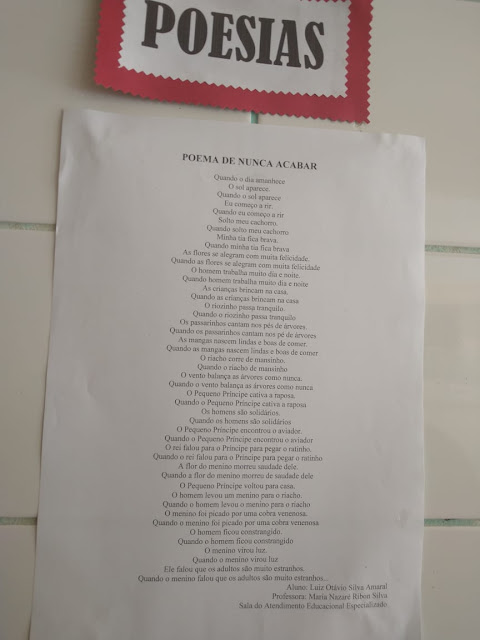 POESIAS
POEMA DE NUNCA ACABAR
Quando o dia amanhece
O sol aparece.
Quando o sol aparece
Eu começo a rir.
Quando eu começo a rir
Solto meu cachorro.
Quando solto meu cachorro
Minha tia fica brava.
Quando minha tia fica brava
As flores se alegram com muita felicidade.
Quando as flores se alegram com muita felicidade
O homem trabalha muito dia e noite.
Quando homem trabalha muito dia e noite
As crianças brincam na casa.
Quando as crianças brincam na casa
O riozinho passa tranquilo.
Quando o riozinho passa tranquilo
Os passarinhos cantam nos pés de árvores.
Quando os passarinhos cantam nos pés de árvores
As mangas nascem lindas e boas de comer.
Quando as mangas nascem lindas e boas de comer
O riacho corre de mansinho.
Quando o riacho de mansinho
O vento balança as árvores como nunca.
Quando o vento balança as árvores como nunca
O Pequeno Príncipe cativa a raposa.
Quando o Pequeno Príncipe cativa a raposa
Os homens são solidários.
Quando os homens são solidários
O Pequeno Príncipe encontrou o aviador.
Quando o Pequeno Príncipe encontrou o aviador
O rei falou para o Príncipe para pegar o ratinho.
Quando o rei falou para o Príncipe para pegar o ratinho
A flor do menino morreu saudade dele.
Quando a flor do menino morreu de saudade dele
O Pequeno Príncipe voltou para casa.
O homem levou um menino para o riacho.
Quando o homem levou o menino para o riacho
O menino foi picado por uma cobra venenosa.
Quando o menino foi picado por uma cobra venenosa
O homem ficou constrangido.
Quando o homem ficou constrangido
O menino virou luz.
Quando o menino virou luz
Ele falou que os adultos são muito estranhos.
Quando o menino falou que os adultos são muito estranhos...
Aluno: Luiz Otávio Silva Amaral
Professora: Maria Nazaré Ribon Silva
Sala do Atendimento Educacional Especializado.